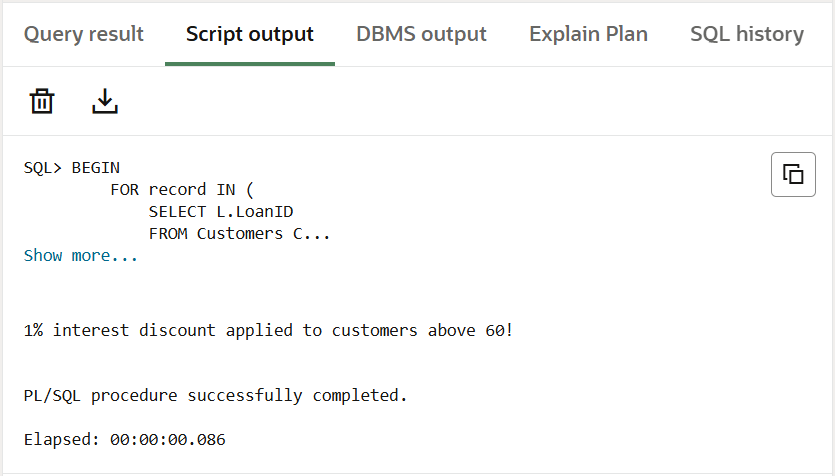 Query result Script output DBMS output Explain Plan SQL history
SQL> BEGIN
FOR record IN (
SELECT L.LoanID
FROM Customers C...
Show more...
1% interest discount applied to customers above 60!
PL/SQL procedure successfully completed.
Elapsed: 00:00:00.086